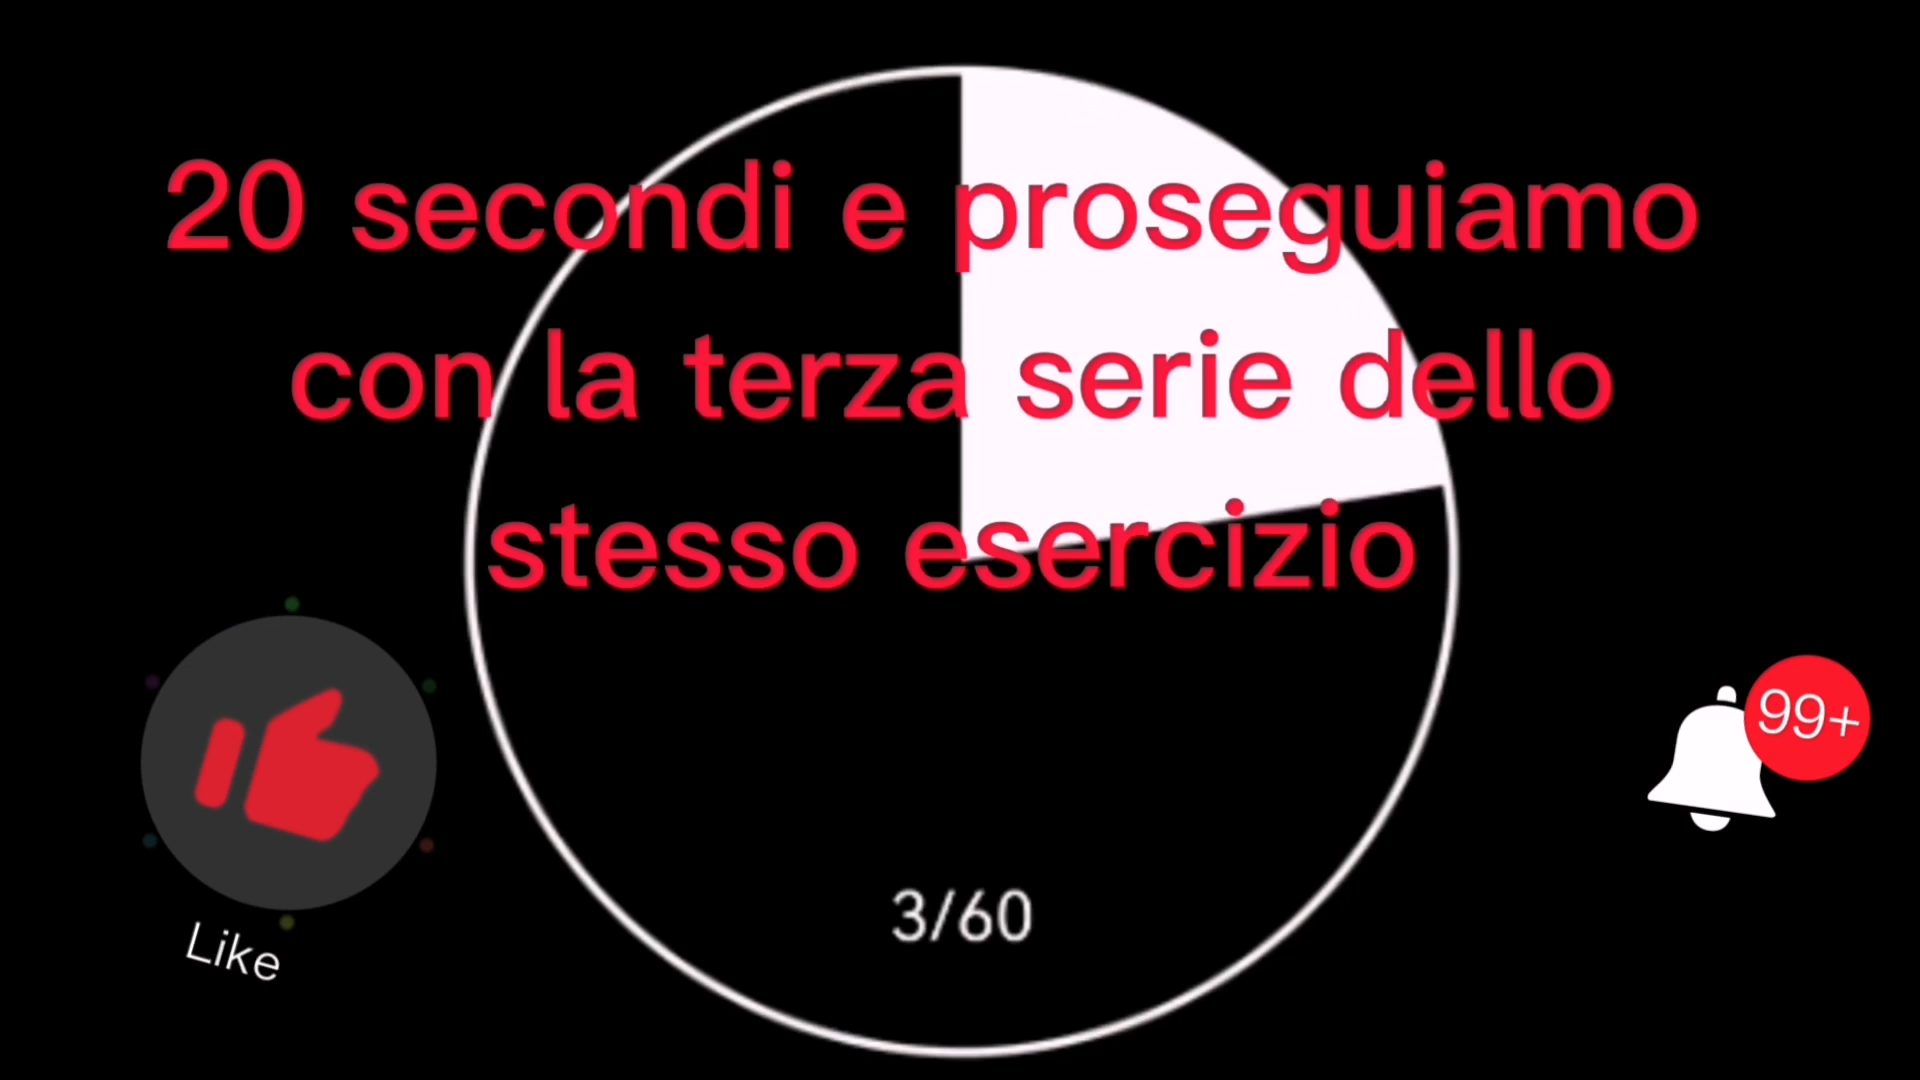 20 secondi e proseguiamo
con la terza serie dello
stesso esercizio
99+
3/60
Like